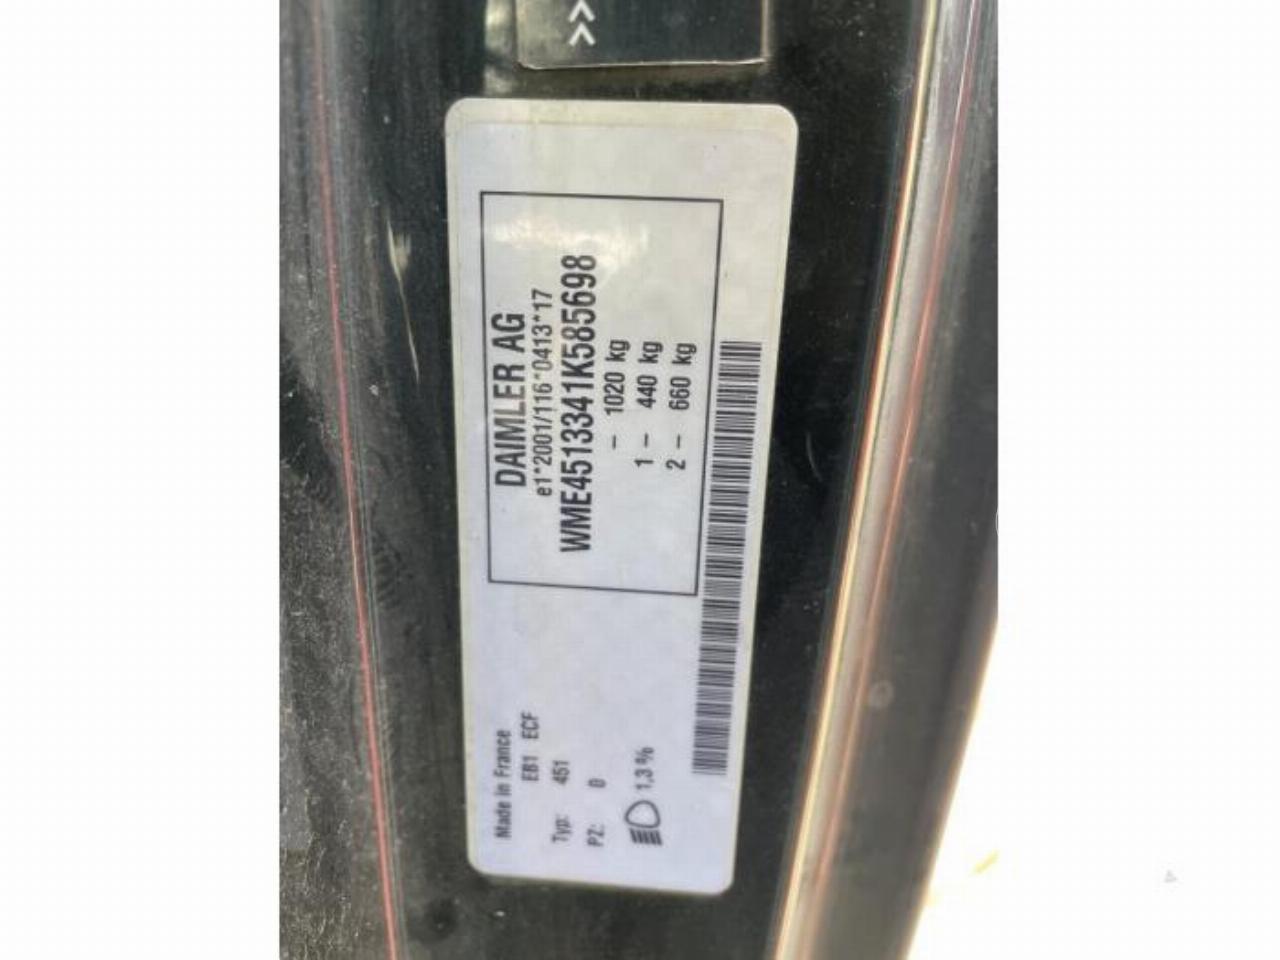 DAIMLER AG
e1*2001/116*0413*17
WME4513341K585698
- 1020 kg
1 - 440 kg
2 - 660 kg
Made in France
EB1 ECF
Typ: 451
PZ: 0
1,3%